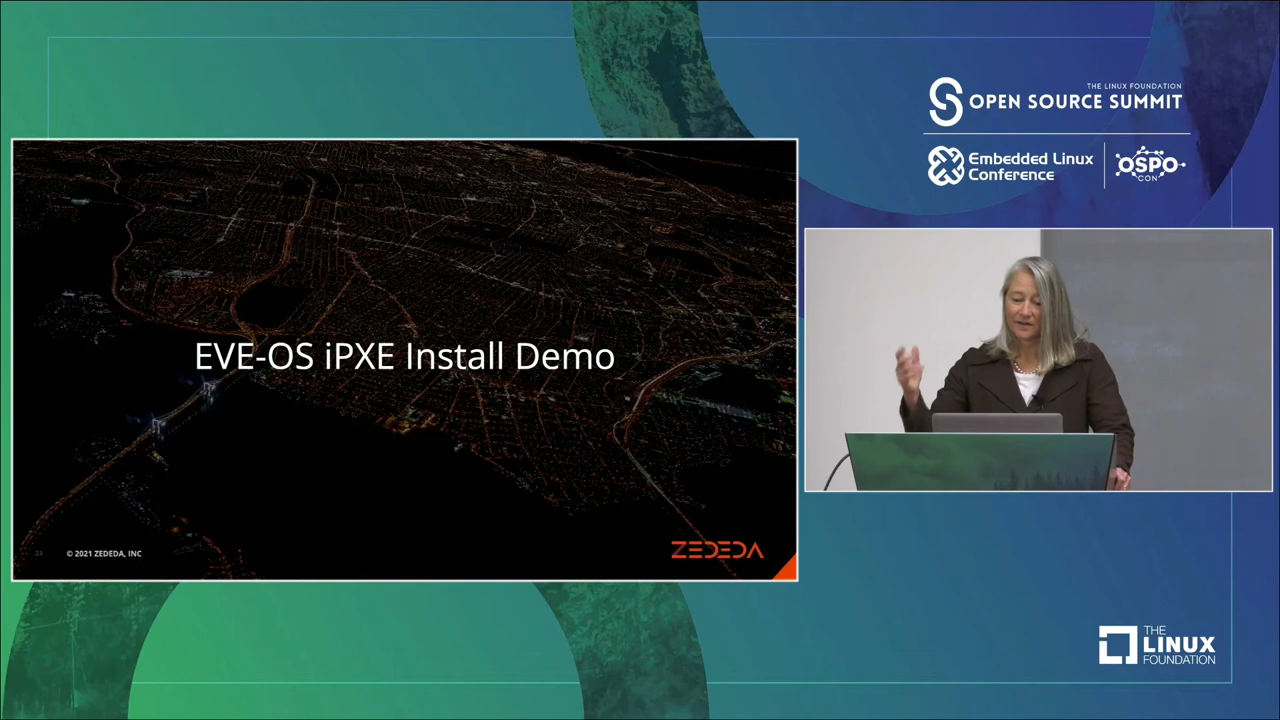 THE LINUX FOUNDATION
OPEN SOURCE SUMMIT
Embedded Linux
Conference
OSPO
CON
EVE-OS iPXE Install Demo
23
© 2021 ZEDEDA, INC
ZEDEDA
THE
LINUX
FOUNDATION